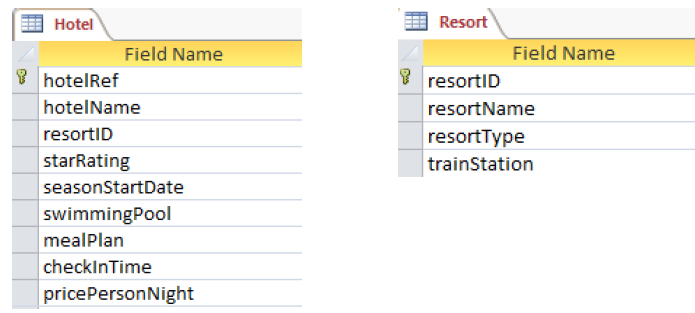 Hotel
Field Name
hotelRef
hotelName
resortID
starRating
seasonStartDate
swimmingPool
mealPlan
checkInTime
pricePersonNight
Resort
Field Name
resortID
resortName
resortType
trainStation